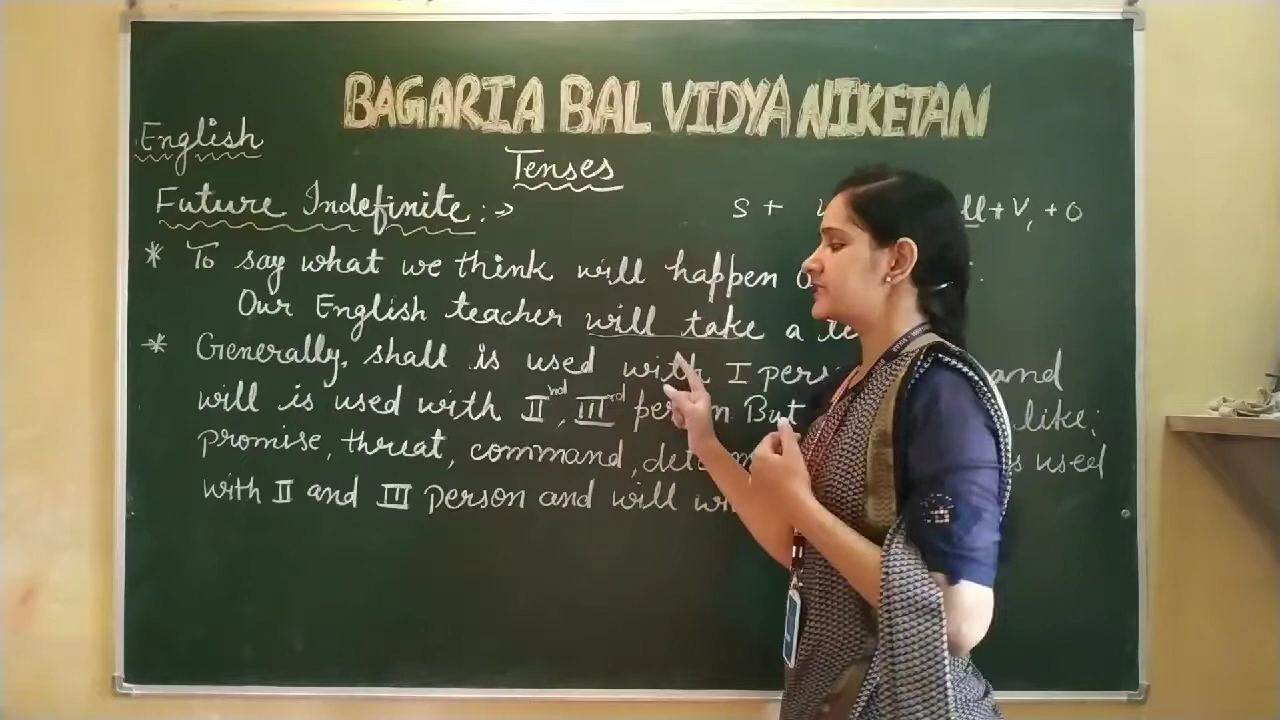 BAGARIA BAL VIDYA NIKETAN
English
Tenses
Future Indefinite :→ S + + V₁ + O
* To say what we think will happen
Our English teacher will take a
* Generally, shall is used with I and
will is used with IInd, IIIrd person But like;
promise, threat, command, used
with II and III person and will